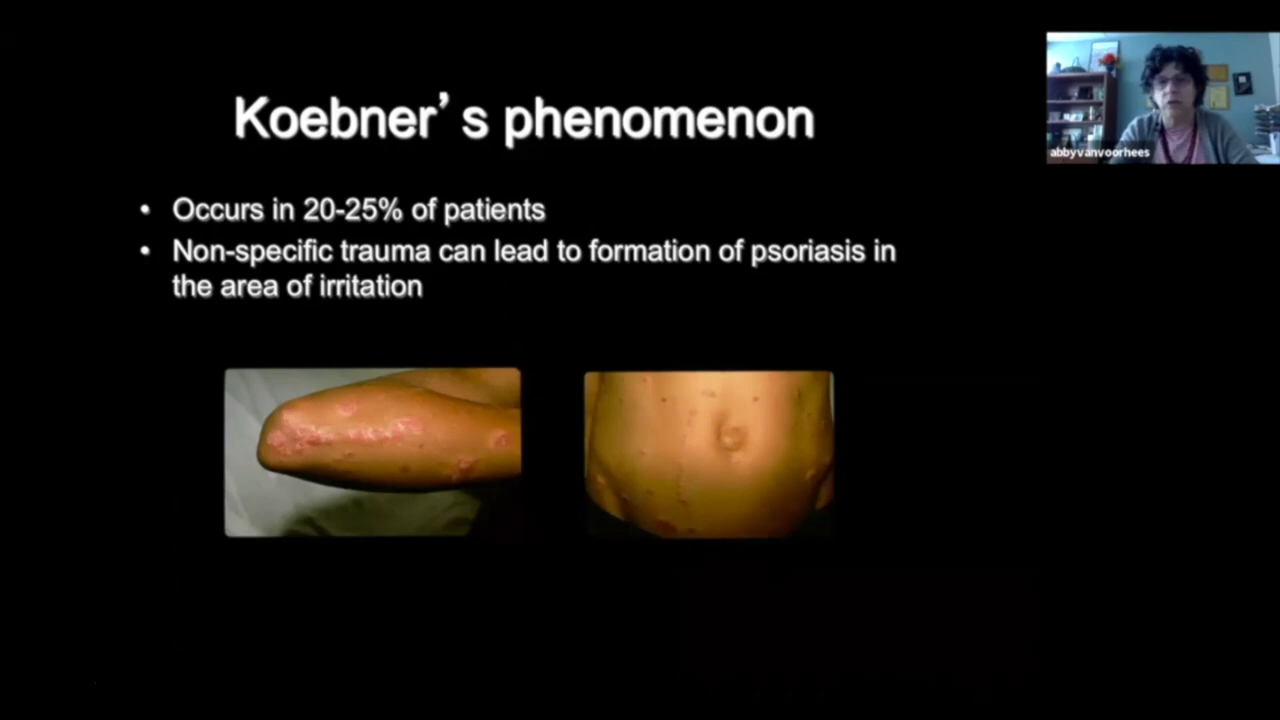 Koebner’s phenomenon
• Occurs in 20-25% of patients
• Non-specific trauma can lead to formation of psoriasis in
the area of irritation
abbyvanvoorhees